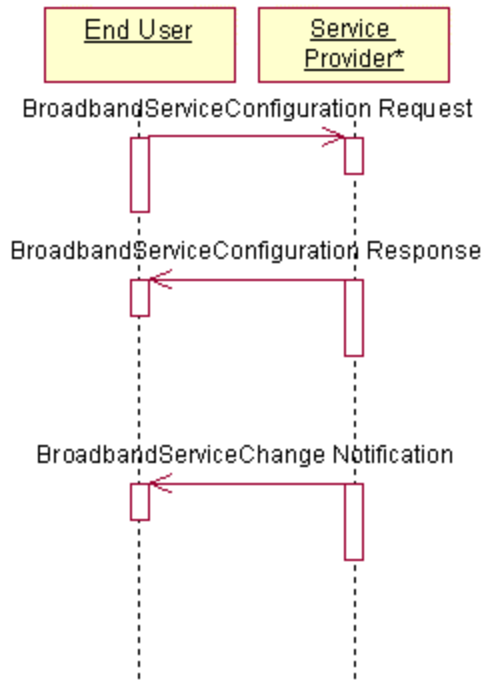 End User
Service
Provider*
BroadbandServiceConfiguration Request
BroadbandServiceConfiguration Response
BroadbandServiceChange Notification